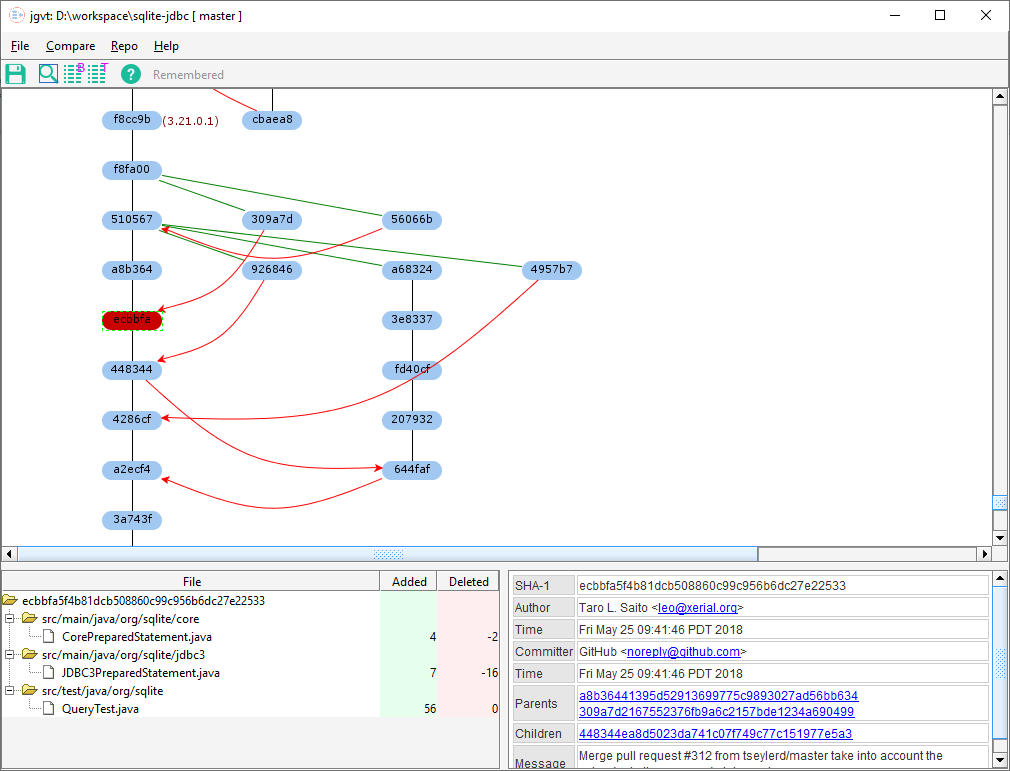 jgvt: D:\workspace\sqlite-jdbc [ master ]
File Compare Repo Help
B T ? Remembered
f8cc9b (3.21.0.1) cbaea8
f8fa00
510567 309a7d 56066b
a8b364 926846 a68324 4957b7
ecbbfa 3e8337
448344 fd40cf
4286cf 207932
a2ecf4 644faf
3a743f
File Added Deleted
ecbbfa5f4b81dcb508860c99c956b6dc27e22533
src/main/java/org/sqlite/core
CorePreparedStatement.java 4 -2
src/main/java/org/sqlite/jdbc3
JDBC3PreparedStatement.java 7 -16
src/test/java/org/sqlite
QueryTest.java 56 0
SHA-1 ecbbfa5f4b81dcb508860c99c956b6dc27e22533
Author Taro L. Saito <leo@xerial.org>
Time Fri May 25 09:41:46 PDT 2018
Committer GitHub <noreply@github.com>
Time Fri May 25 09:41:46 PDT 2018
Parents a8b36441395d52913699775c9893027ad56bb634
309a7d2167552376fb9a6c2157bde1234a690499
Children 448344ea8d5023da741c07f749c77c151977e5a3
Message Merge pull request #312 from tseylerd/master take into account the